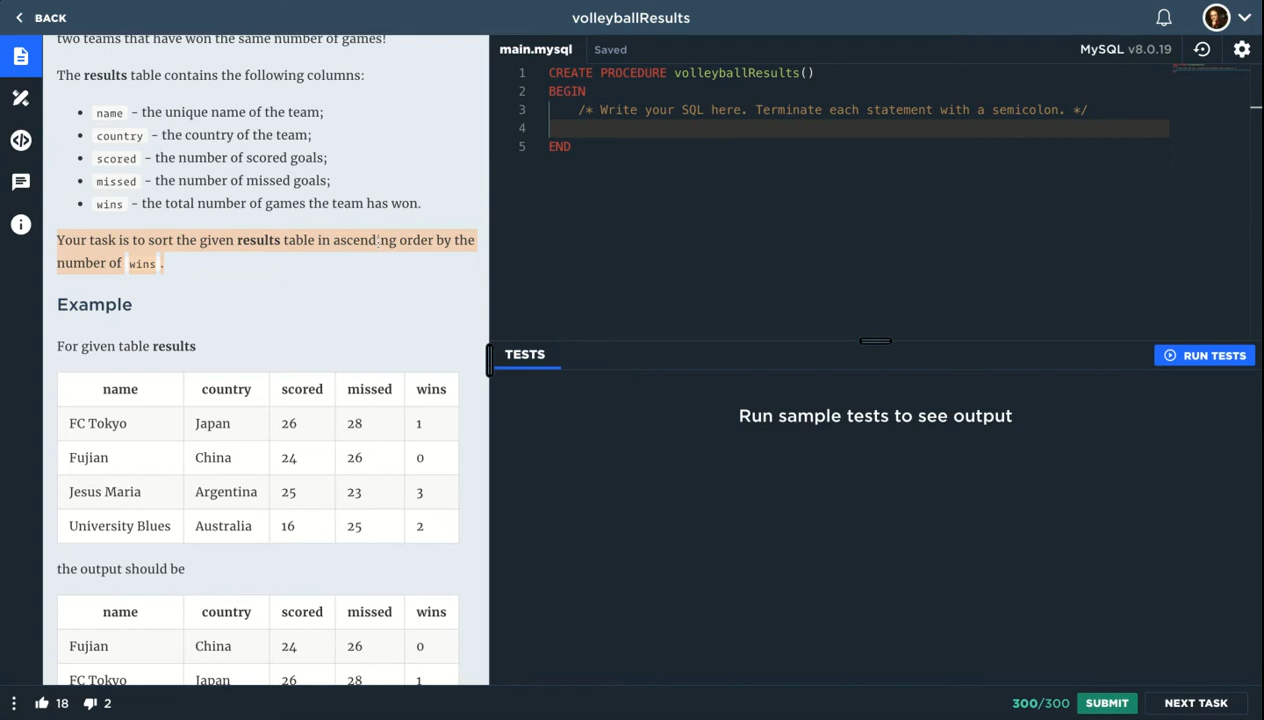 BACK
volleyballResults
two teams that have won the same number of games!
The results table contains the following columns:
name - the unique name of the team;
country - the country of the team;
scored - the number of scored goals;
missed - the number of missed goals;
wins - the total number of games the team has won.
Your task is to sort the given results table in ascending order by the
number of wins .
Example
For given table results
name country scored missed wins
FC Tokyo Japan 26 28 1
Fujian China 24 26 0
Jesus Maria Argentina 25 23 3
University Blues Australia 16 25 2
the output should be
name country scored missed wins
Fujian China 24 26 0
FC Tokyo Japan 26 28 1
18 2
main.mysql Saved MySQL v8.0.19
1 CREATE PROCEDURE volleyballResults()
2 BEGIN
3 /* Write your SQL here. Terminate each statement with a semicolon. */
4
5 END
TESTS RUN TESTS
Run sample tests to see output
300/300 SUBMIT NEXT TASK